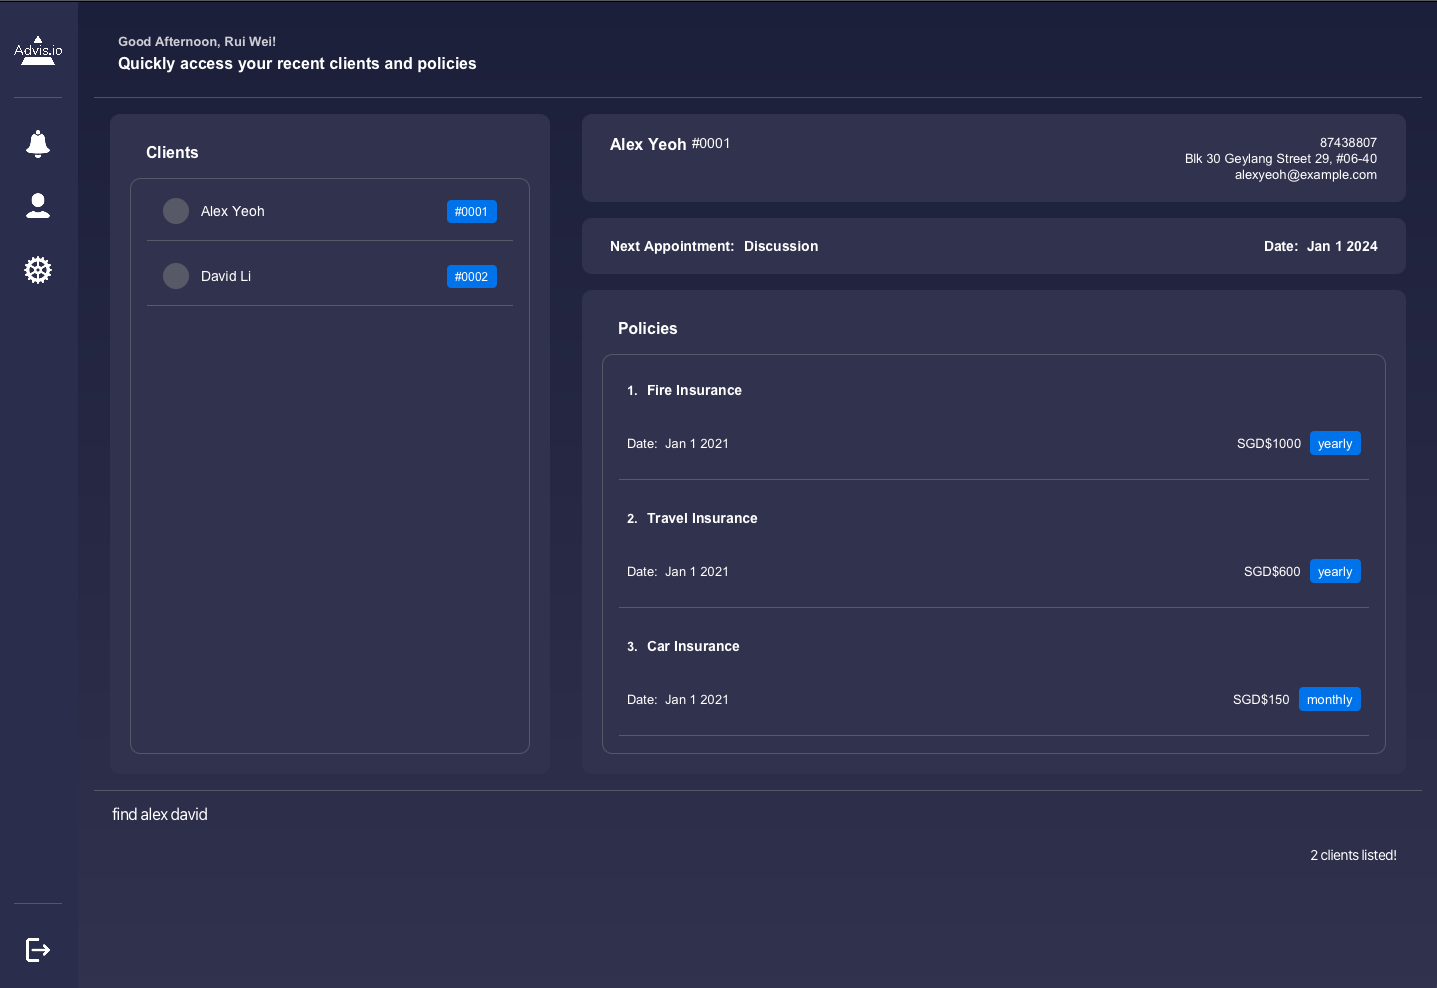 Advis.io
Good Afternoon, Rui Wei!
Quickly access your recent clients and policies
Clients
Alex Yeoh #0001
David Li #0002
Alex Yeoh #0001
87438807
Blk 30 Geylang Street 29, #06-40
alexyeoh@example.com
Next Appointment: Discussion Date: Jan 1 2024
Policies
1. Fire Insurance
Date: Jan 1 2021 SGD$1000 yearly
2. Travel Insurance
Date: Jan 1 2021 SGD$600 yearly
3. Car Insurance
Date: Jan 1 2021 SGD$150 monthly
find alex david
2 clients listed!